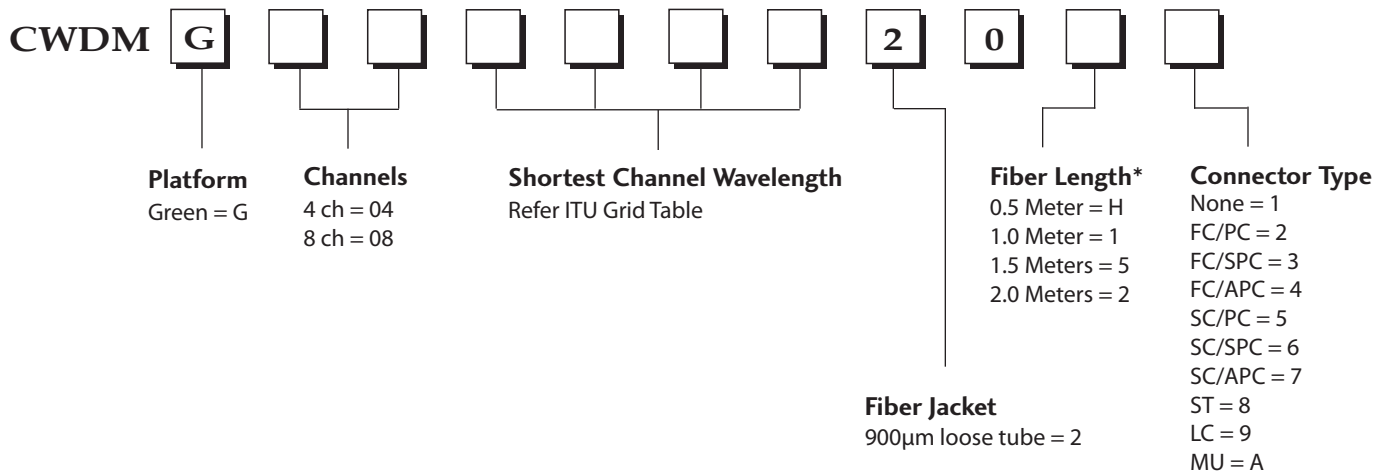 CWDM G 2 0
Platform
Green = G
Channels
4 ch = 04
8 ch = 08
Shortest Channel Wavelength
Refer ITU Grid Table
Fiber Jacket
900µm loose tube = 2
Fiber Length*
0.5 Meter = H
1.0 Meter = 1
1.5 Meters = 5
2.0 Meters = 2
Connector Type
None = 1
FC/PC = 2
FC/SPC = 3
FC/APC = 4
SC/PC = 5
SC/SPC = 6
SC/APC = 7
ST = 8
LC = 9
MU = A